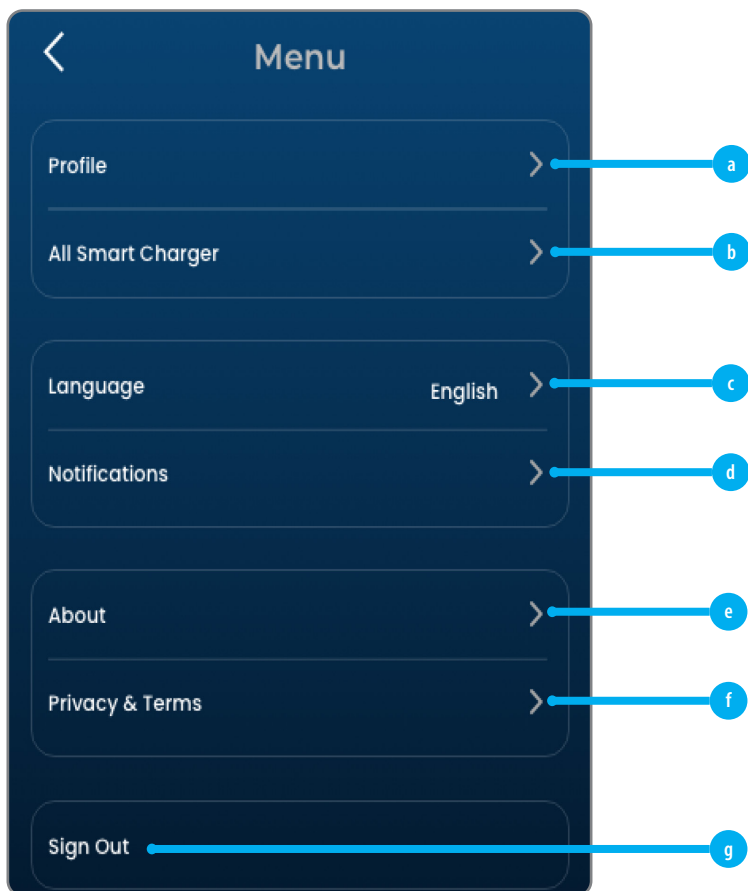 Menu
Profile
a
All Smart Charger
b
Language English
c
Notifications
d
About
e
Privacy & Terms
f
Sign Out
g